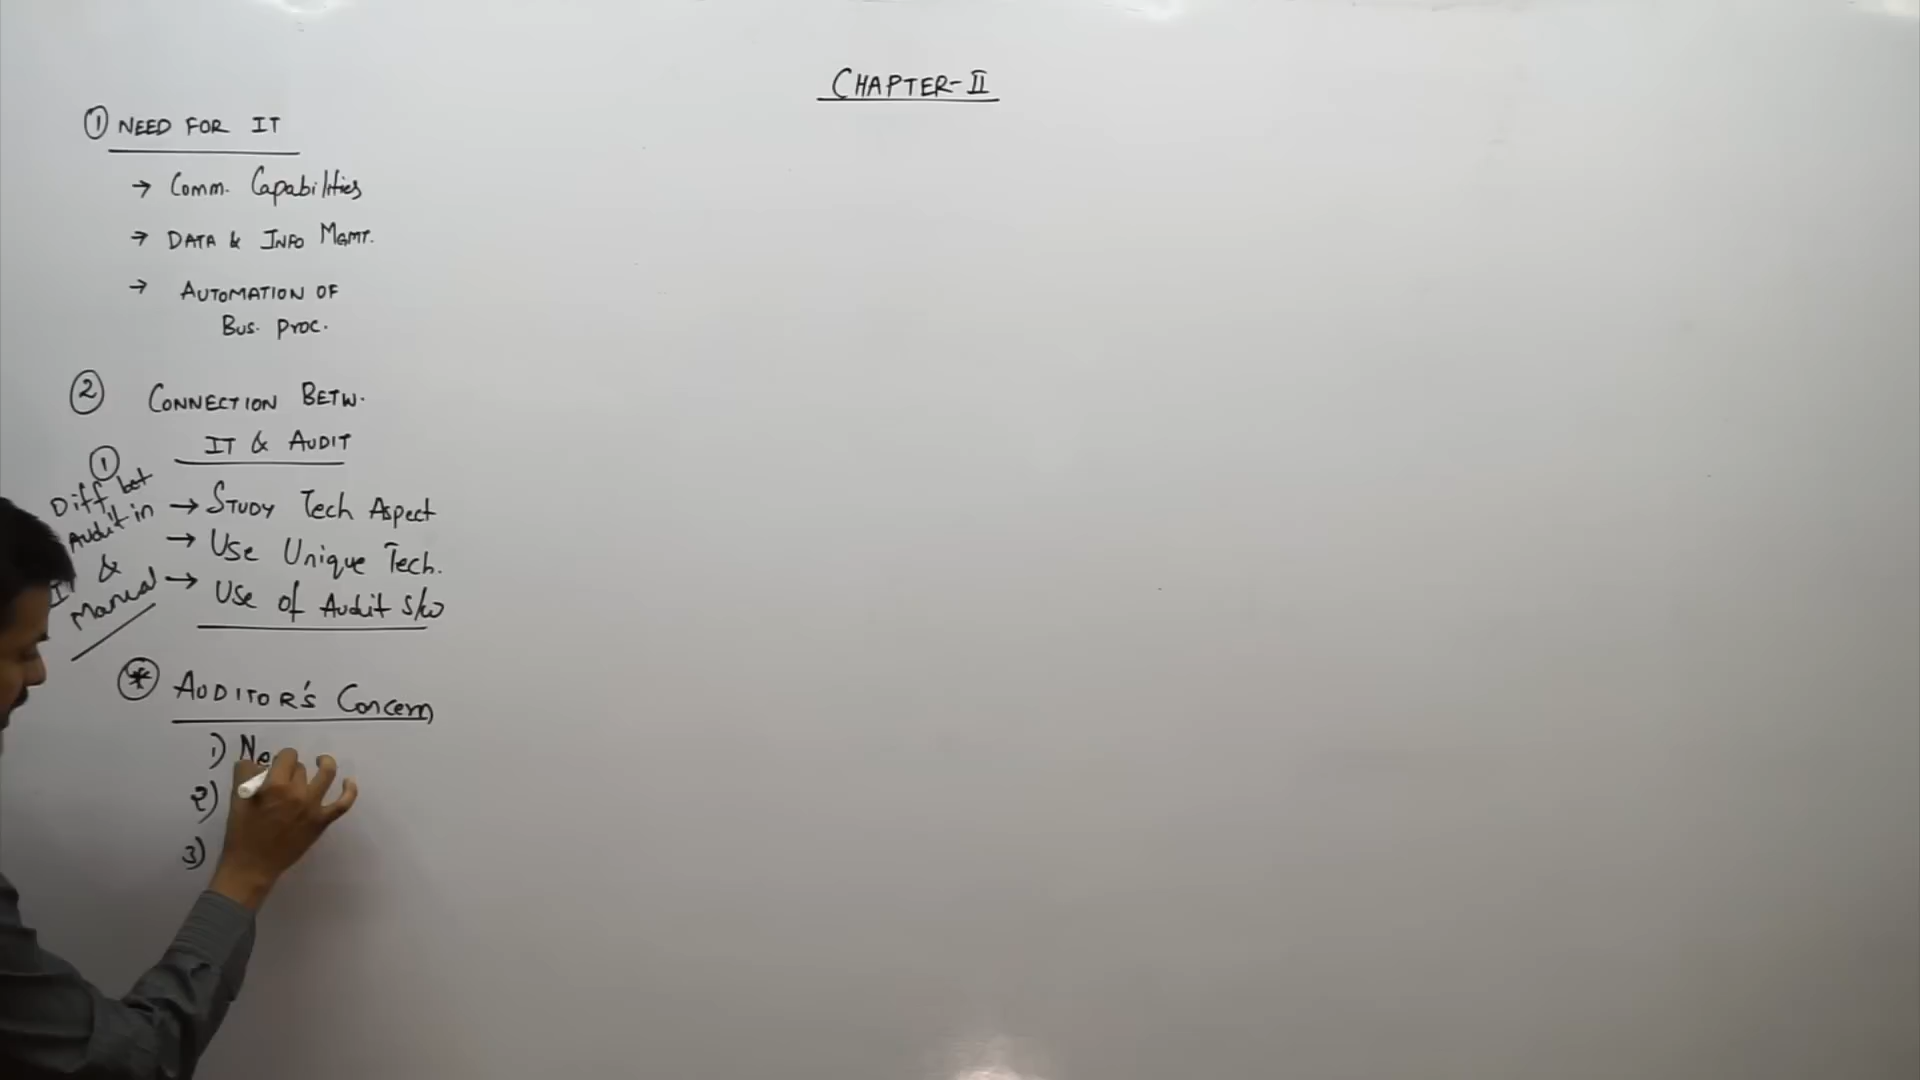 CHAPTER-II
① NEED FOR IT
→ Comm. Capabilities
→ DATA & INFO MGMT.
→ AUTOMATION OF
Bus. Proc.
② CONNECTION BETW.
IT & AUDIT
①
Diff bet
Audit in
&
Manual
→ STUDY Tech Aspect
→ Use Unique Tech.
→ Use of Audit S/W
* AUDITOR'S Concern
1)
2)
3)